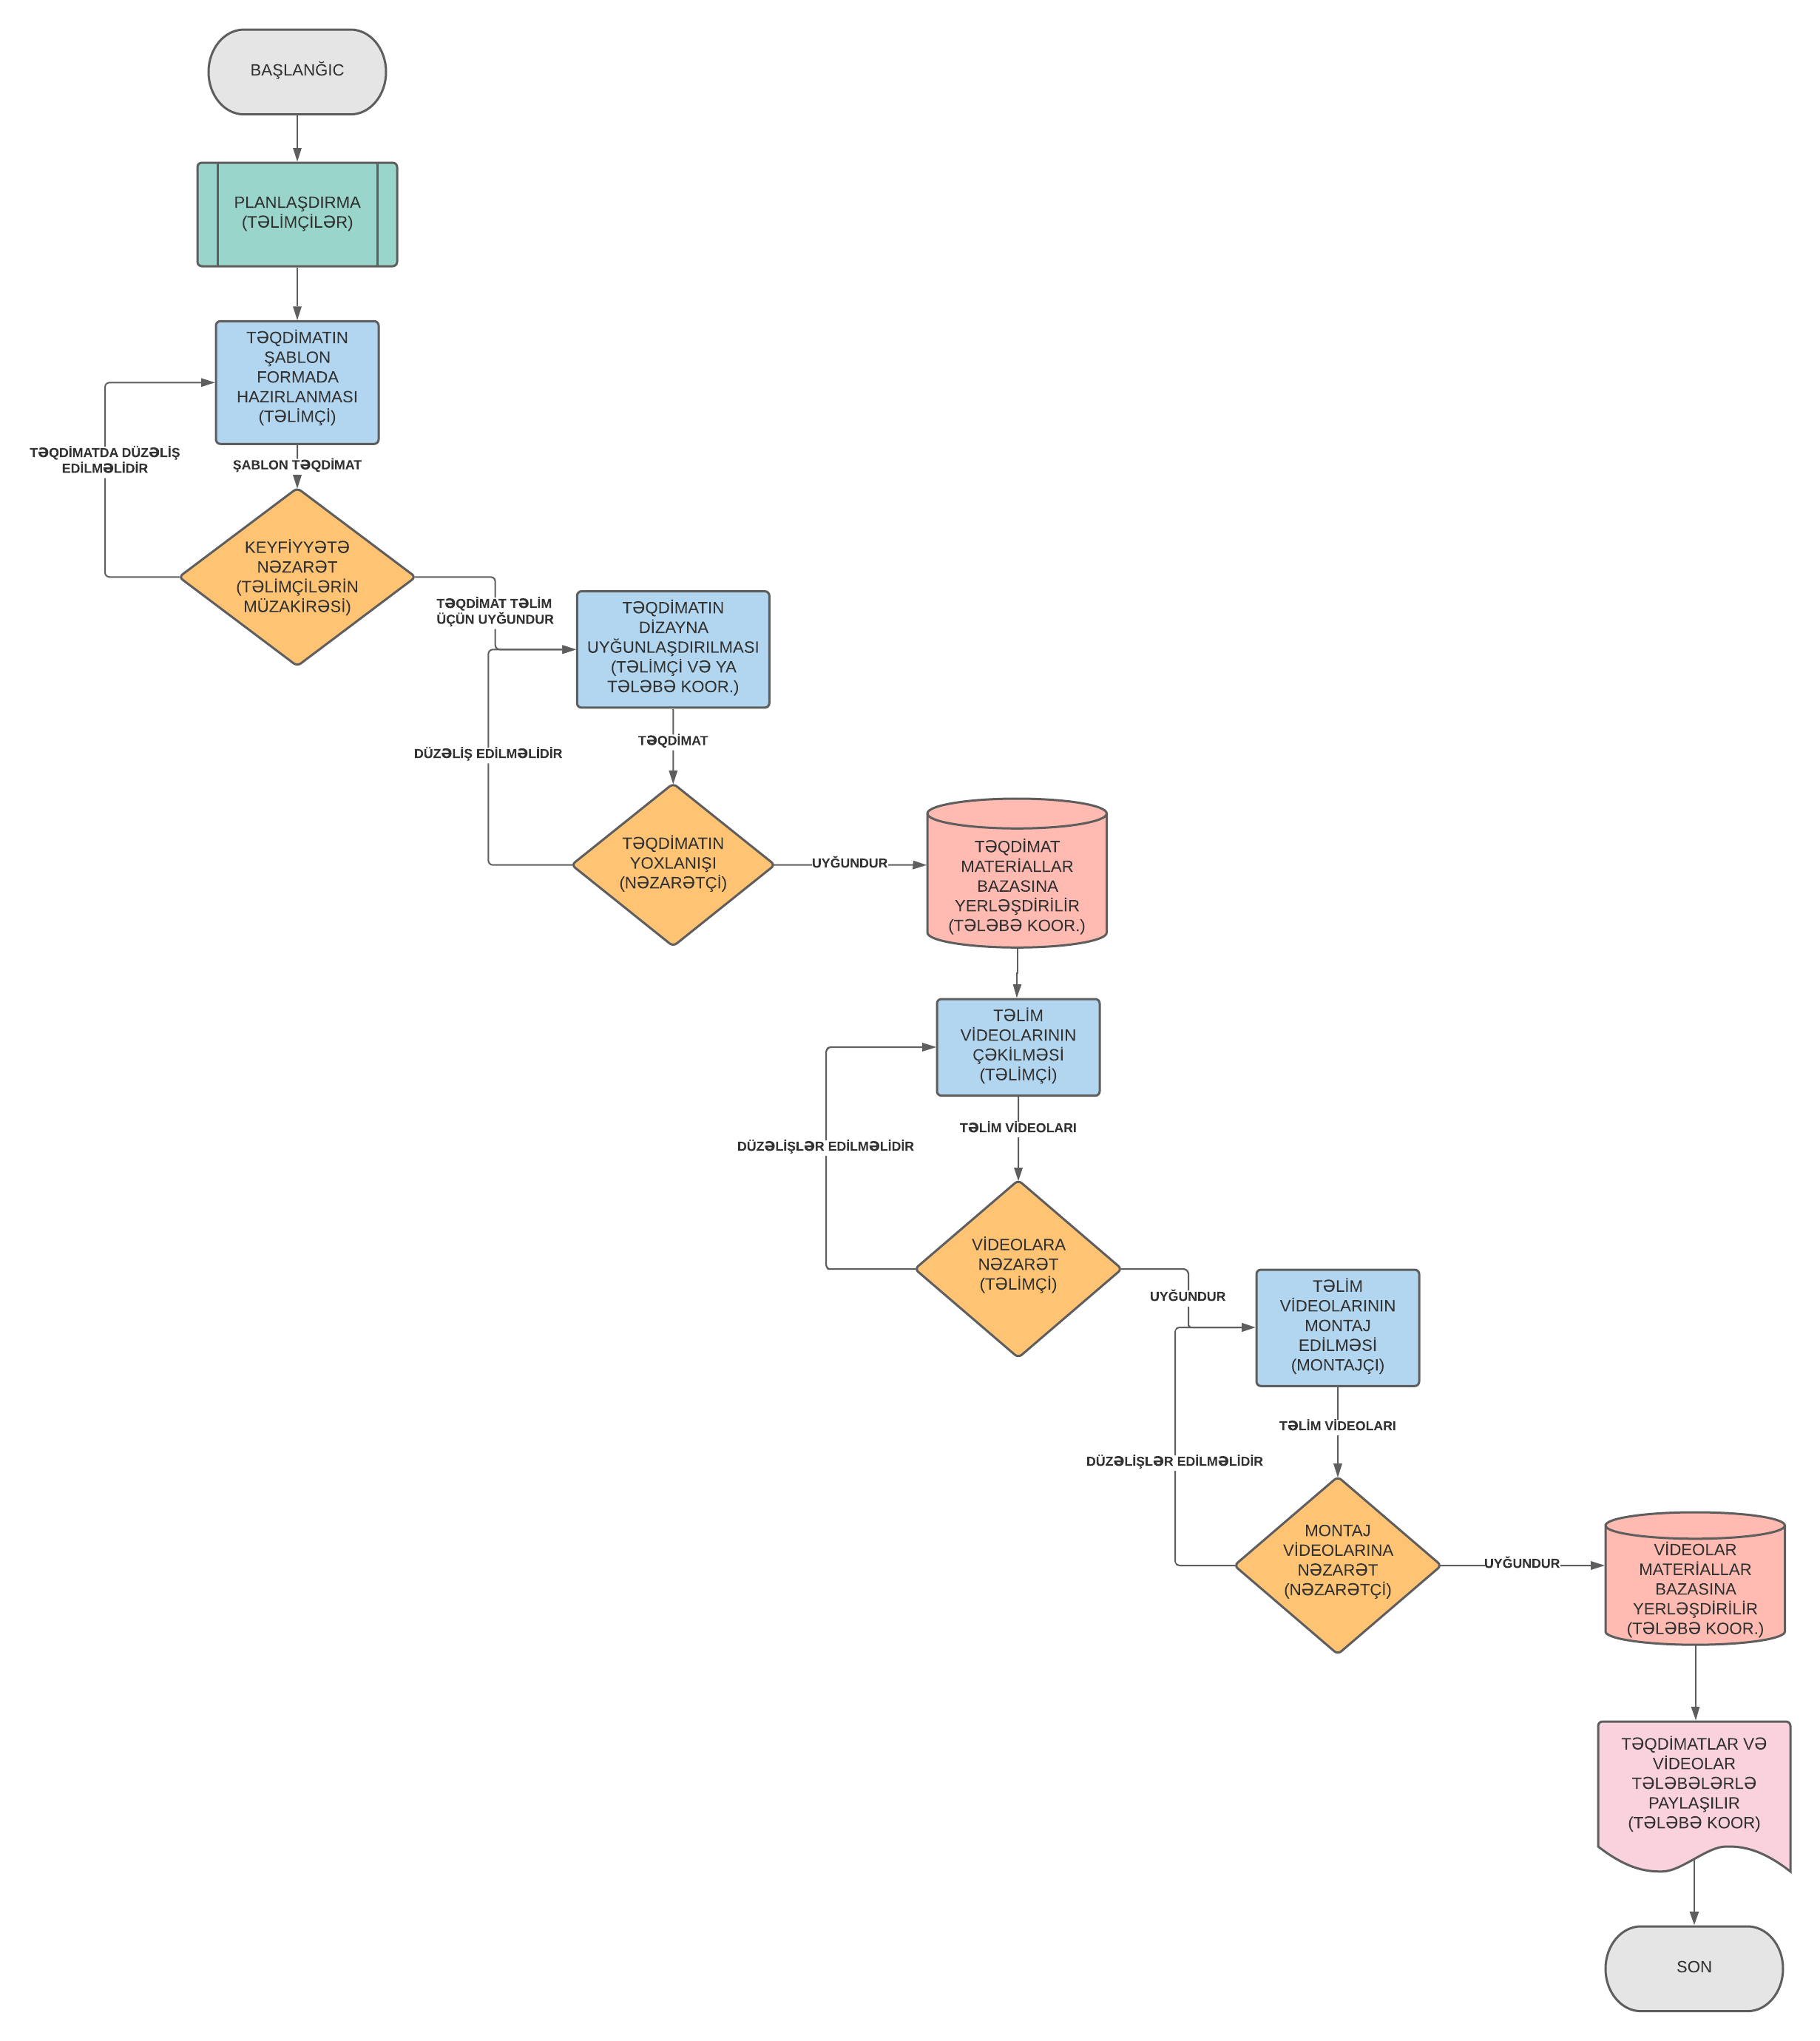 BAŞLANĞIC
PLANLAŞDIRMA
(TƏLİMÇİLƏR)
TƏQDİMATIN
ŞABLON
FORMADA
HAZIRLANMASI
(TƏLİMÇİ)
TƏQDİMATDA DÜZƏLİŞ
EDİLMƏLİDİR
ŞABLON TƏQDİMAT
KEYFİYYƏTƏ
NƏZARƏT
(TƏLİMÇİLƏRİN
MÜZAKİRƏSİ)
TƏQDİMAT TƏLİM
ÜÇÜN UYĞUNDUR
TƏQDİMATIN
DİZAYNA
UYĞUNLAŞDIRILMASI
(TƏLİMÇİ VƏ YA
TƏLƏBƏ KOOR.)
DÜZƏLİŞ EDİLMƏLİDİR
TƏQDİMAT
TƏQDİMATIN
YOXLANIŞI
(NƏZARƏTÇİ)
UYĞUNDUR
TƏQDİMAT
MATERİALLAR
BAZASINA
YERLƏŞDİRİLİR
(TƏLƏBƏ KOOR.)
TƏLİM
VİDEOLARININ
ÇƏKİLMƏSİ
(TƏLİMÇİ)
DÜZƏLİŞLƏR EDİLMƏLİDİR
TƏLİM VİDEOLARI
VİDEOLARA
NƏZARƏT
(TƏLİMÇİ)
UYĞUNDUR
TƏLİM
VİDEOLARININ
MONTAJ
EDİLMƏSİ
(MONTAJÇI)
TƏLİM VİDEOLARI
DÜZƏLİŞLƏR EDİLMƏLİDİR
MONTAJ
VİDEOLARINA
NƏZARƏT
(NƏZARƏTÇİ)
UYĞUNDUR
VİDEOLAR
MATERİALLAR
BAZASINA
YERLƏŞDİRİLİR
(TƏLƏBƏ KOOR.)
TƏQDİMATLAR VƏ
VİDEOLAR
TƏLƏBƏLƏRLƏ
PAYLAŞILIR
(TƏLƏBƏ KOOR)
SON